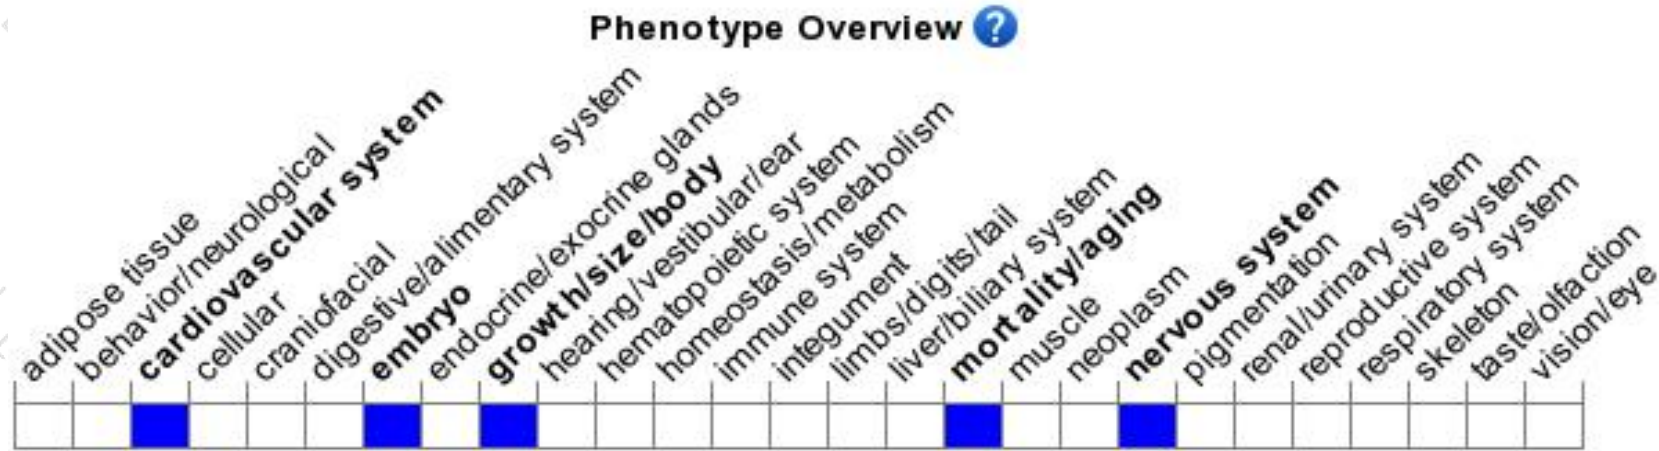 Phenotype Overview ?
adipose tissue
behavior/neurological
cardiovascular system
cellular
craniofacial
digestive/alimentary system
embryo
endocrine/exocrine glands
growth/size/body
hearing/vestibular/ear
hematopoietic system
homeostasis/metabolism
immune system
integument
limbs/digits/tail
liver/biliary system
mortality/aging
muscle
neoplasm
nervous system
pigmentation
renal/urinary system
reproductive system
respiratory system
skeleton
taste/olfaction
vision/eye